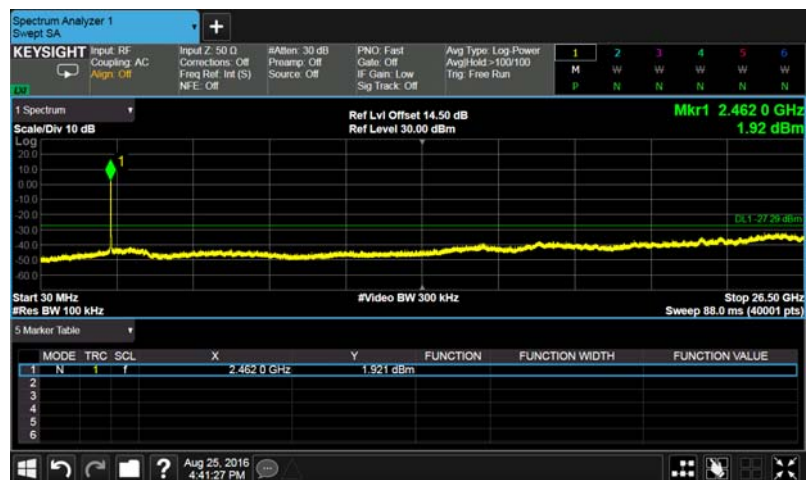 Spectrum Analyzer 1
Swept SA
+
KEYSIGHT
Input: RF
Coupling: AC
Align: Off
Input Z: 50 Ω
Corrections: Off
Freq Ref: Int (S)
NFE: Off
#Atten: 30 dB
Preamp: Off
Source: Off
PNO: Fast
Gate: Off
IF Gain: Low
Sig Track: Off
Avg Type: Log-Power
Avg|Hold:>100/100
Trig: Free Run
1 2 3 4 5 6
M W W W W W
P N N N N N
LXI
1 Spectrum
Scale/Div 10 dB
Ref Lvl Offset 14.50 dB
Ref Level 30.00 dBm
Mkr1 2.462 0 GHz
1.92 dBm
Log
20.0
10.0
0.00
-10.0
-20.0
-30.0
-40.0
-50.0
-60.0
1
DL1 -27.29 dBm
Start 30 MHz
#Res BW 100 kHz
#Video BW 300 kHz
Stop 26.50 GHz
Sweep 88.0 ms (40001 pts)
5 Marker Table
MODE TRC SCL X Y FUNCTION FUNCTION WIDTH FUNCTION VALUE
1 N 1 f 2.462 0 GHz 1.921 dBm
2
3
4
5
6
?
Aug 25, 2016
4:41:27 PM